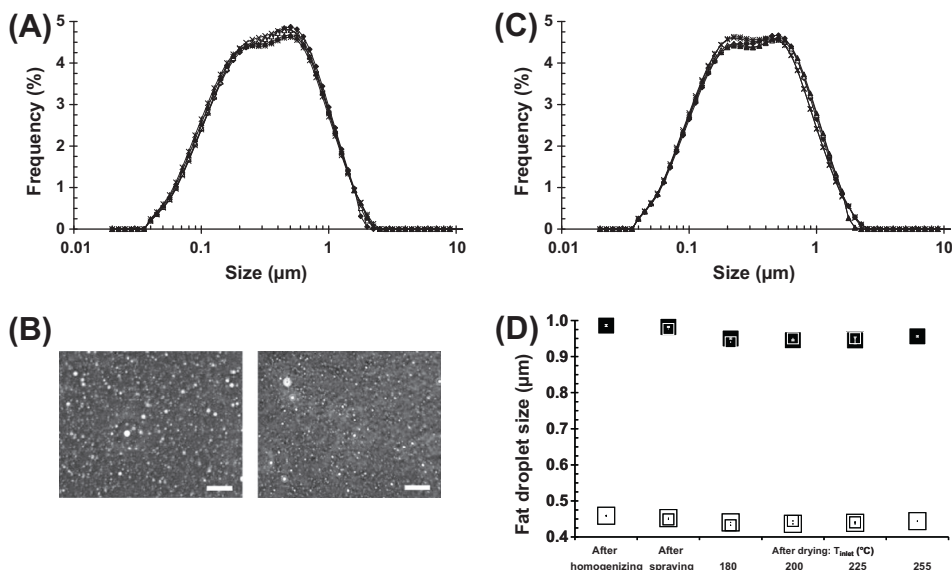 (A)
5
4
3
2
1
0
Frequency (%)
0.01 0.1 1 10
Size (µm)
(C)
5
4
3
2
1
0
Frequency (%)
0.01 0.1 1 10
Size (µm)
(B)
(D)
1.0
0.9
0.8
0.7
0.6
0.5
0.4
Fat droplet size (µm)
After homogenizing
After spraying
After drying: Tinlet (°C)
180 200 225 255